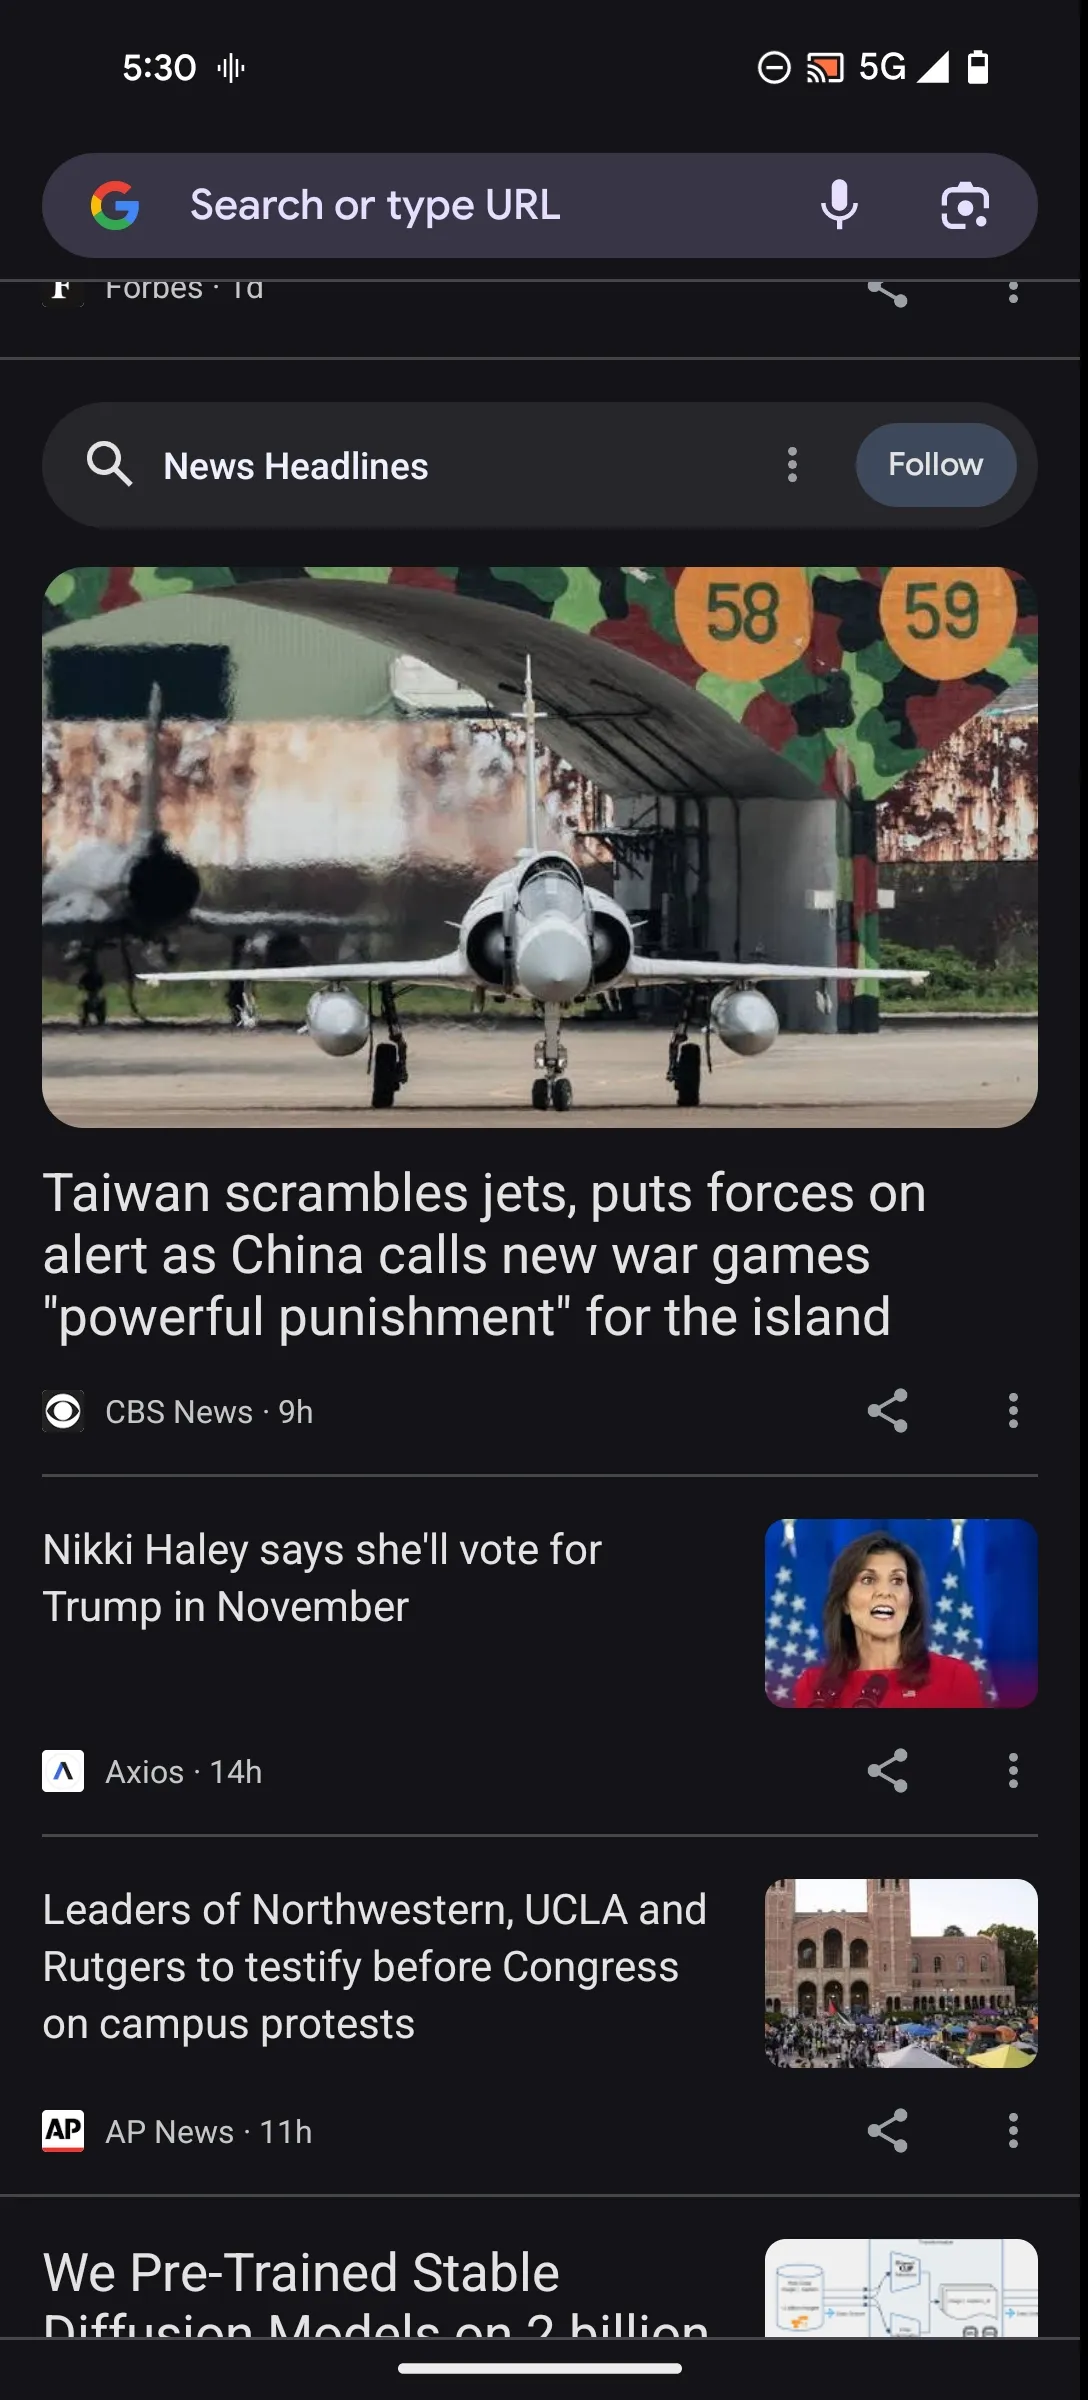 5:30 5G
Search or type URL
Forbes · 1d
News Headlines
Follow
58 59
Taiwan scrambles jets, puts forces on
alert as China calls new war games
"powerful punishment" for the island
CBS News · 9h
Nikki Haley says she'll vote for
Trump in November
Axios · 14h
Leaders of Northwestern, UCLA and
Rutgers to testify before Congress
on campus protests
AP AP News · 11h
We Pre-Trained Stable
Diffusion Models on 2 billion